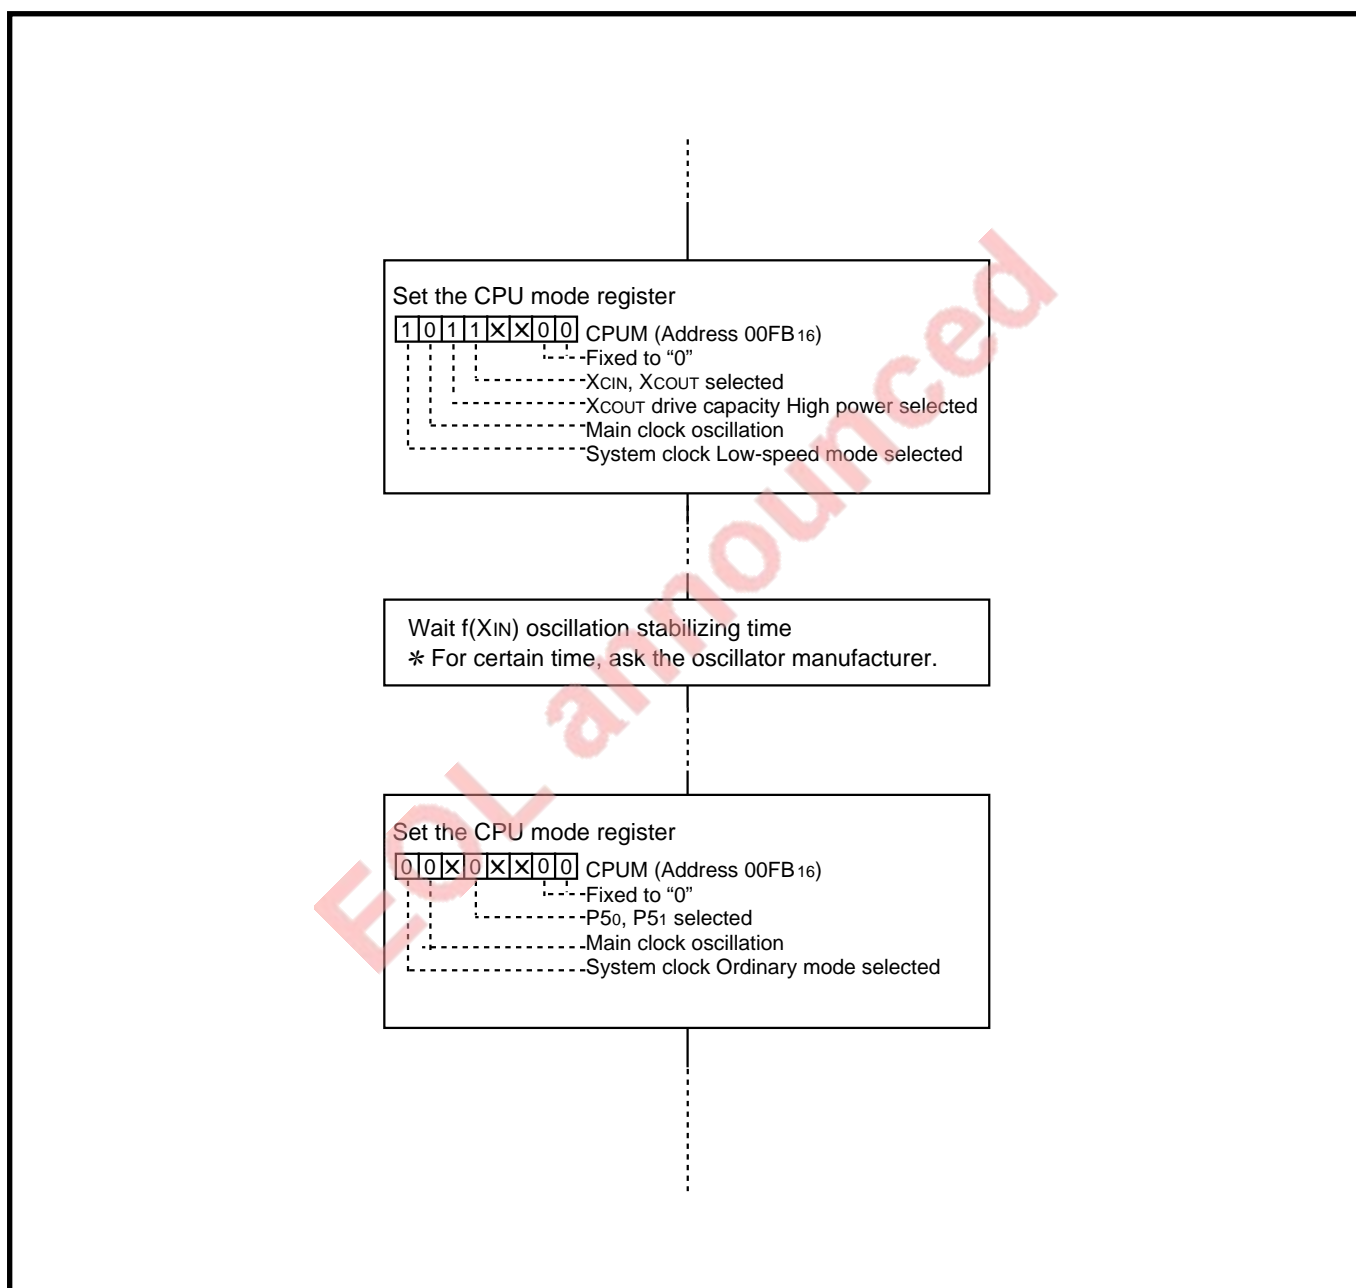 Set the CPU mode register
1 0 1 1 X X 0 0 CPUM (Address 00FB16)
Fixed to “0”
XCIN, XCOUT selected
XCOUT drive capacity High power selected
Main clock oscillation
System clock Low-speed mode selected
Wait f(XIN) oscillation stabilizing time
* For certain time, ask the oscillator manufacturer.
Set the CPU mode register
0 0 X 0 X X 0 0 CPUM (Address 00FB16)
Fixed to “0”
P50, P51 selected
Main clock oscillation
System clock Ordinary mode selected
EOL announced